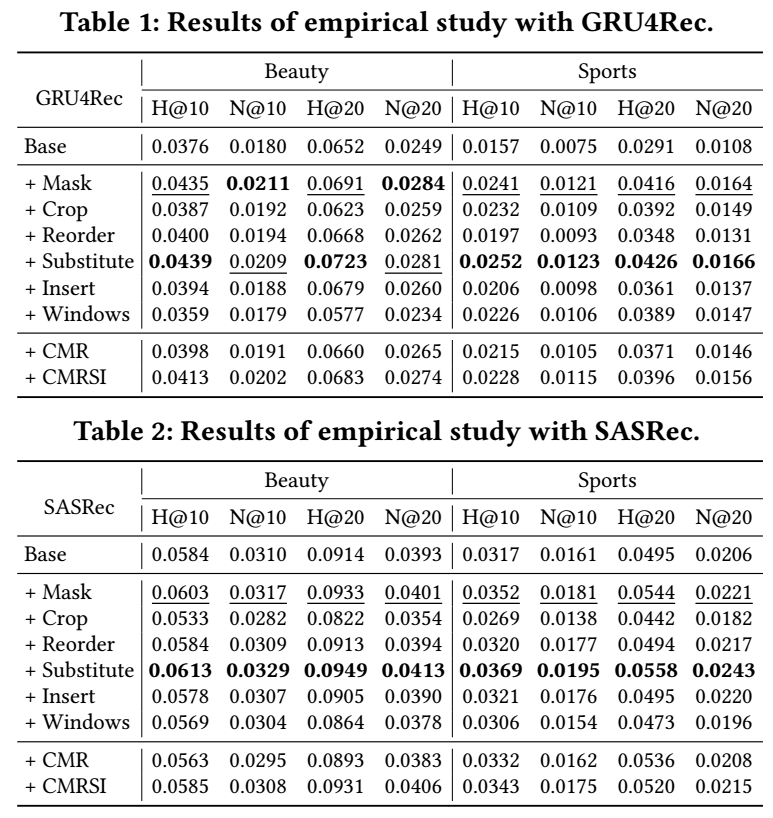 Table 1: Results of empirical study with GRU4Rec.
GRU4Rec Beauty Sports
H@10 N@10 H@20 N@20 H@10 N@10 H@20 N@20
Base 0.0376 0.0180 0.0652 0.0249 0.0157 0.0075 0.0291 0.0108
+ Mask 0.0435 0.0211 0.0691 0.0284 0.0241 0.0121 0.0416 0.0164
+ Crop 0.0387 0.0192 0.0623 0.0259 0.0232 0.0109 0.0392 0.0149
+ Reorder 0.0400 0.0194 0.0668 0.0262 0.0197 0.0093 0.0348 0.0131
+ Substitute 0.0439 0.0209 0.0723 0.0281 0.0252 0.0123 0.0426 0.0166
+ Insert 0.0394 0.0188 0.0679 0.0260 0.0206 0.0098 0.0361 0.0137
+ Windows 0.0359 0.0179 0.0577 0.0234 0.0226 0.0106 0.0389 0.0147
+ CMR 0.0398 0.0191 0.0660 0.0265 0.0215 0.0105 0.0371 0.0146
+ CMRSI 0.0413 0.0202 0.0683 0.0274 0.0228 0.0115 0.0396 0.0156
Table 2: Results of empirical study with SASRec.
SASRec Beauty Sports
H@10 N@10 H@20 N@20 H@10 N@10 H@20 N@20
Base 0.0584 0.0310 0.0914 0.0393 0.0317 0.0161 0.0495 0.0206
+ Mask 0.0603 0.0317 0.0933 0.0401 0.0352 0.0181 0.0544 0.0221
+ Crop 0.0533 0.0282 0.0822 0.0354 0.0269 0.0138 0.0442 0.0182
+ Reorder 0.0584 0.0309 0.0913 0.0394 0.0320 0.0177 0.0494 0.0217
+ Substitute 0.0613 0.0329 0.0949 0.0413 0.0369 0.0195 0.0558 0.0243
+ Insert 0.0578 0.0307 0.0905 0.0390 0.0321 0.0176 0.0495 0.0220
+ Windows 0.0569 0.0304 0.0864 0.0378 0.0306 0.0154 0.0473 0.0196
+ CMR 0.0563 0.0295 0.0893 0.0383 0.0332 0.0162 0.0536 0.0208
+ CMRSI 0.0585 0.0308 0.0931 0.0406 0.0343 0.0175 0.0520 0.0215